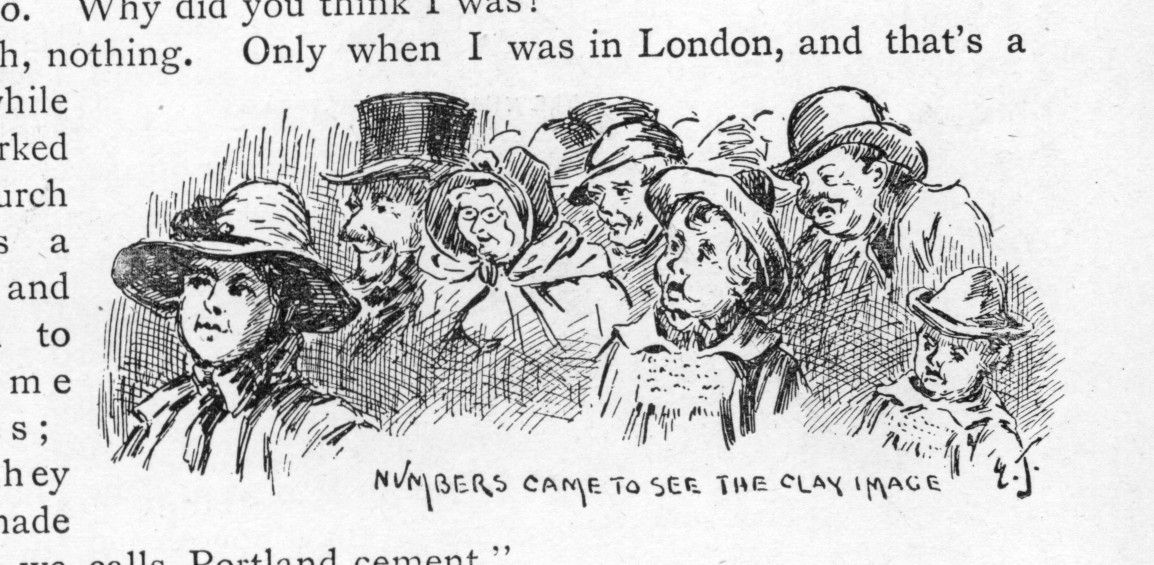 o. Why did you think I was?
h, nothing. Only when I was in London, and that's a
while
rked
urch
s a
and
to
me
s;
hey
nade
we calls Portland cement."
NUMBERS CAME TO SEE THE CLAY IMAGE
G.J.